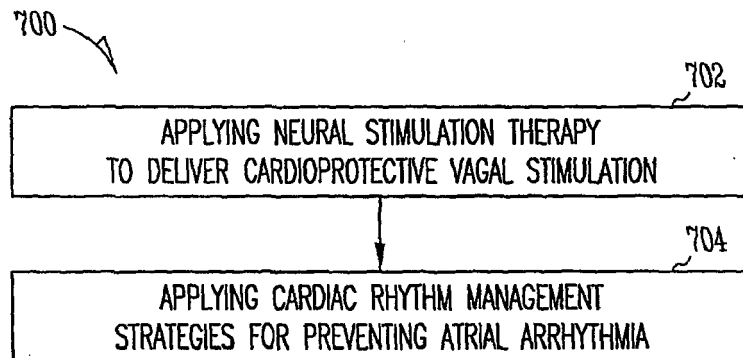 700
702
APPLYING NEURAL STIMULATION THERAPY
TO DELIVER CARDIOPROTECTIVE VAGAL STIMULATION
704
APPLYING CARDIAC RHYTHM MANAGEMENT
STRATEGIES FOR PREVENTING ATRIAL ARRHYTHMIA